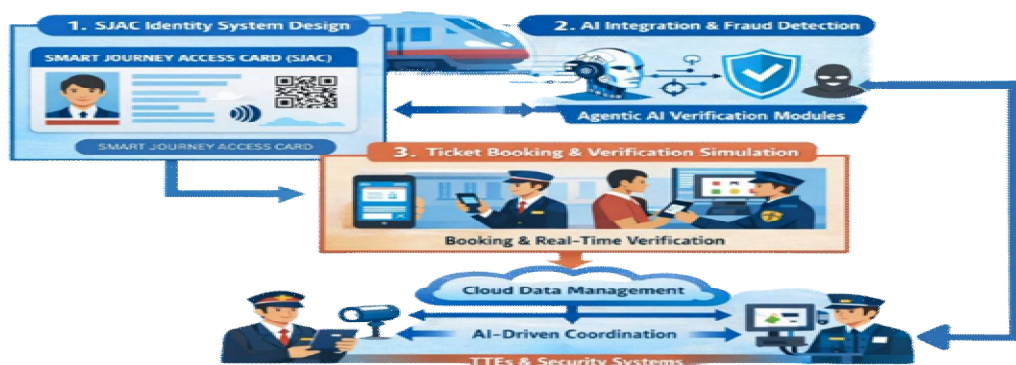 1. SJAC Identity System Design
SMART JOURNEY ACCESS CARD (SJAC)
SMART JOURNEY ACCESS CARD
2. AI Integration & Fraud Detection
Agentic AI Verification Modules
3. Ticket Booking & Verification Simulation
Booking & Real-Time Verification
Cloud Data Management
AI-Driven Coordination
TTEs & Security Systems